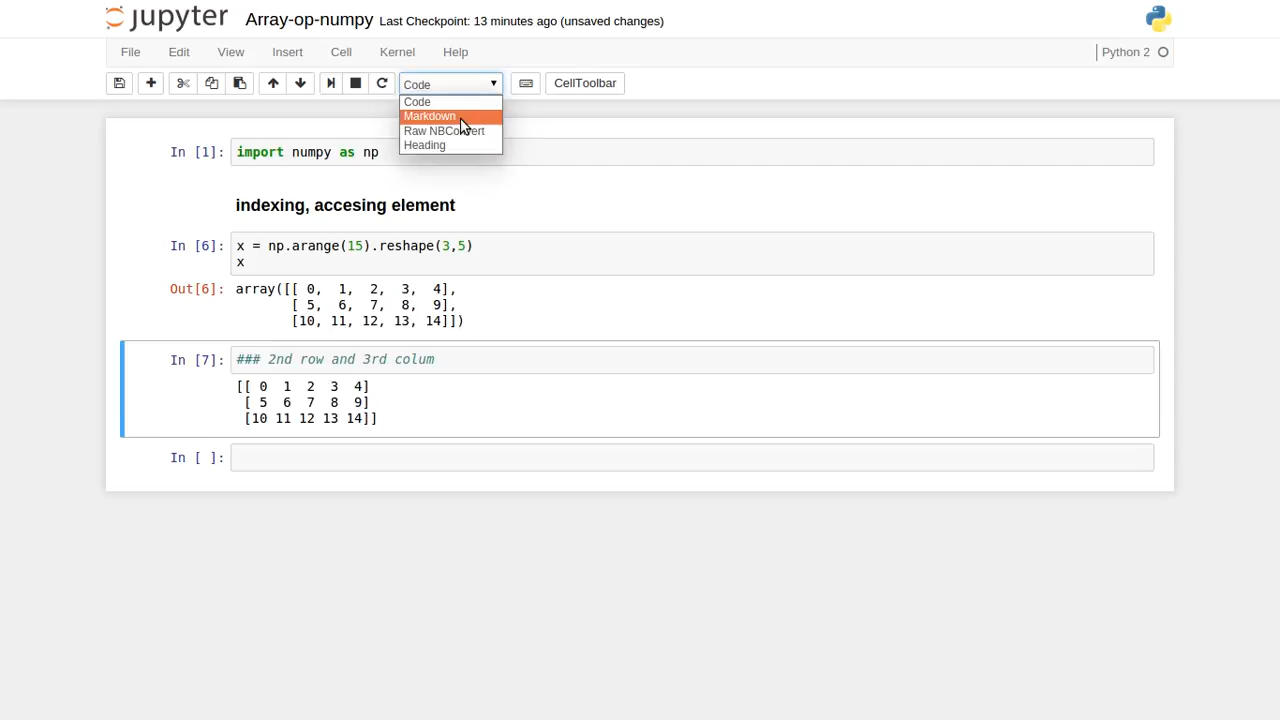 jupyter Array-op-numpy Last Checkpoint: 13 minutes ago (unsaved changes)
File Edit View Insert Cell Kernel Help Python 2
Code CellToolbar
Code
Markdown
Raw NBConvert
Heading
In [1]: import numpy as np
indexing, accesing element
In [6]: x = np.arange(15).reshape(3,5)
x
Out[6]: array([[ 0, 1, 2, 3, 4],
[ 5, 6, 7, 8, 9],
[10, 11, 12, 13, 14]])
In [7]: ### 2nd row and 3rd colum
[[ 0 1 2 3 4]
[ 5 6 7 8 9]
[10 11 12 13 14]]
In [ ]: